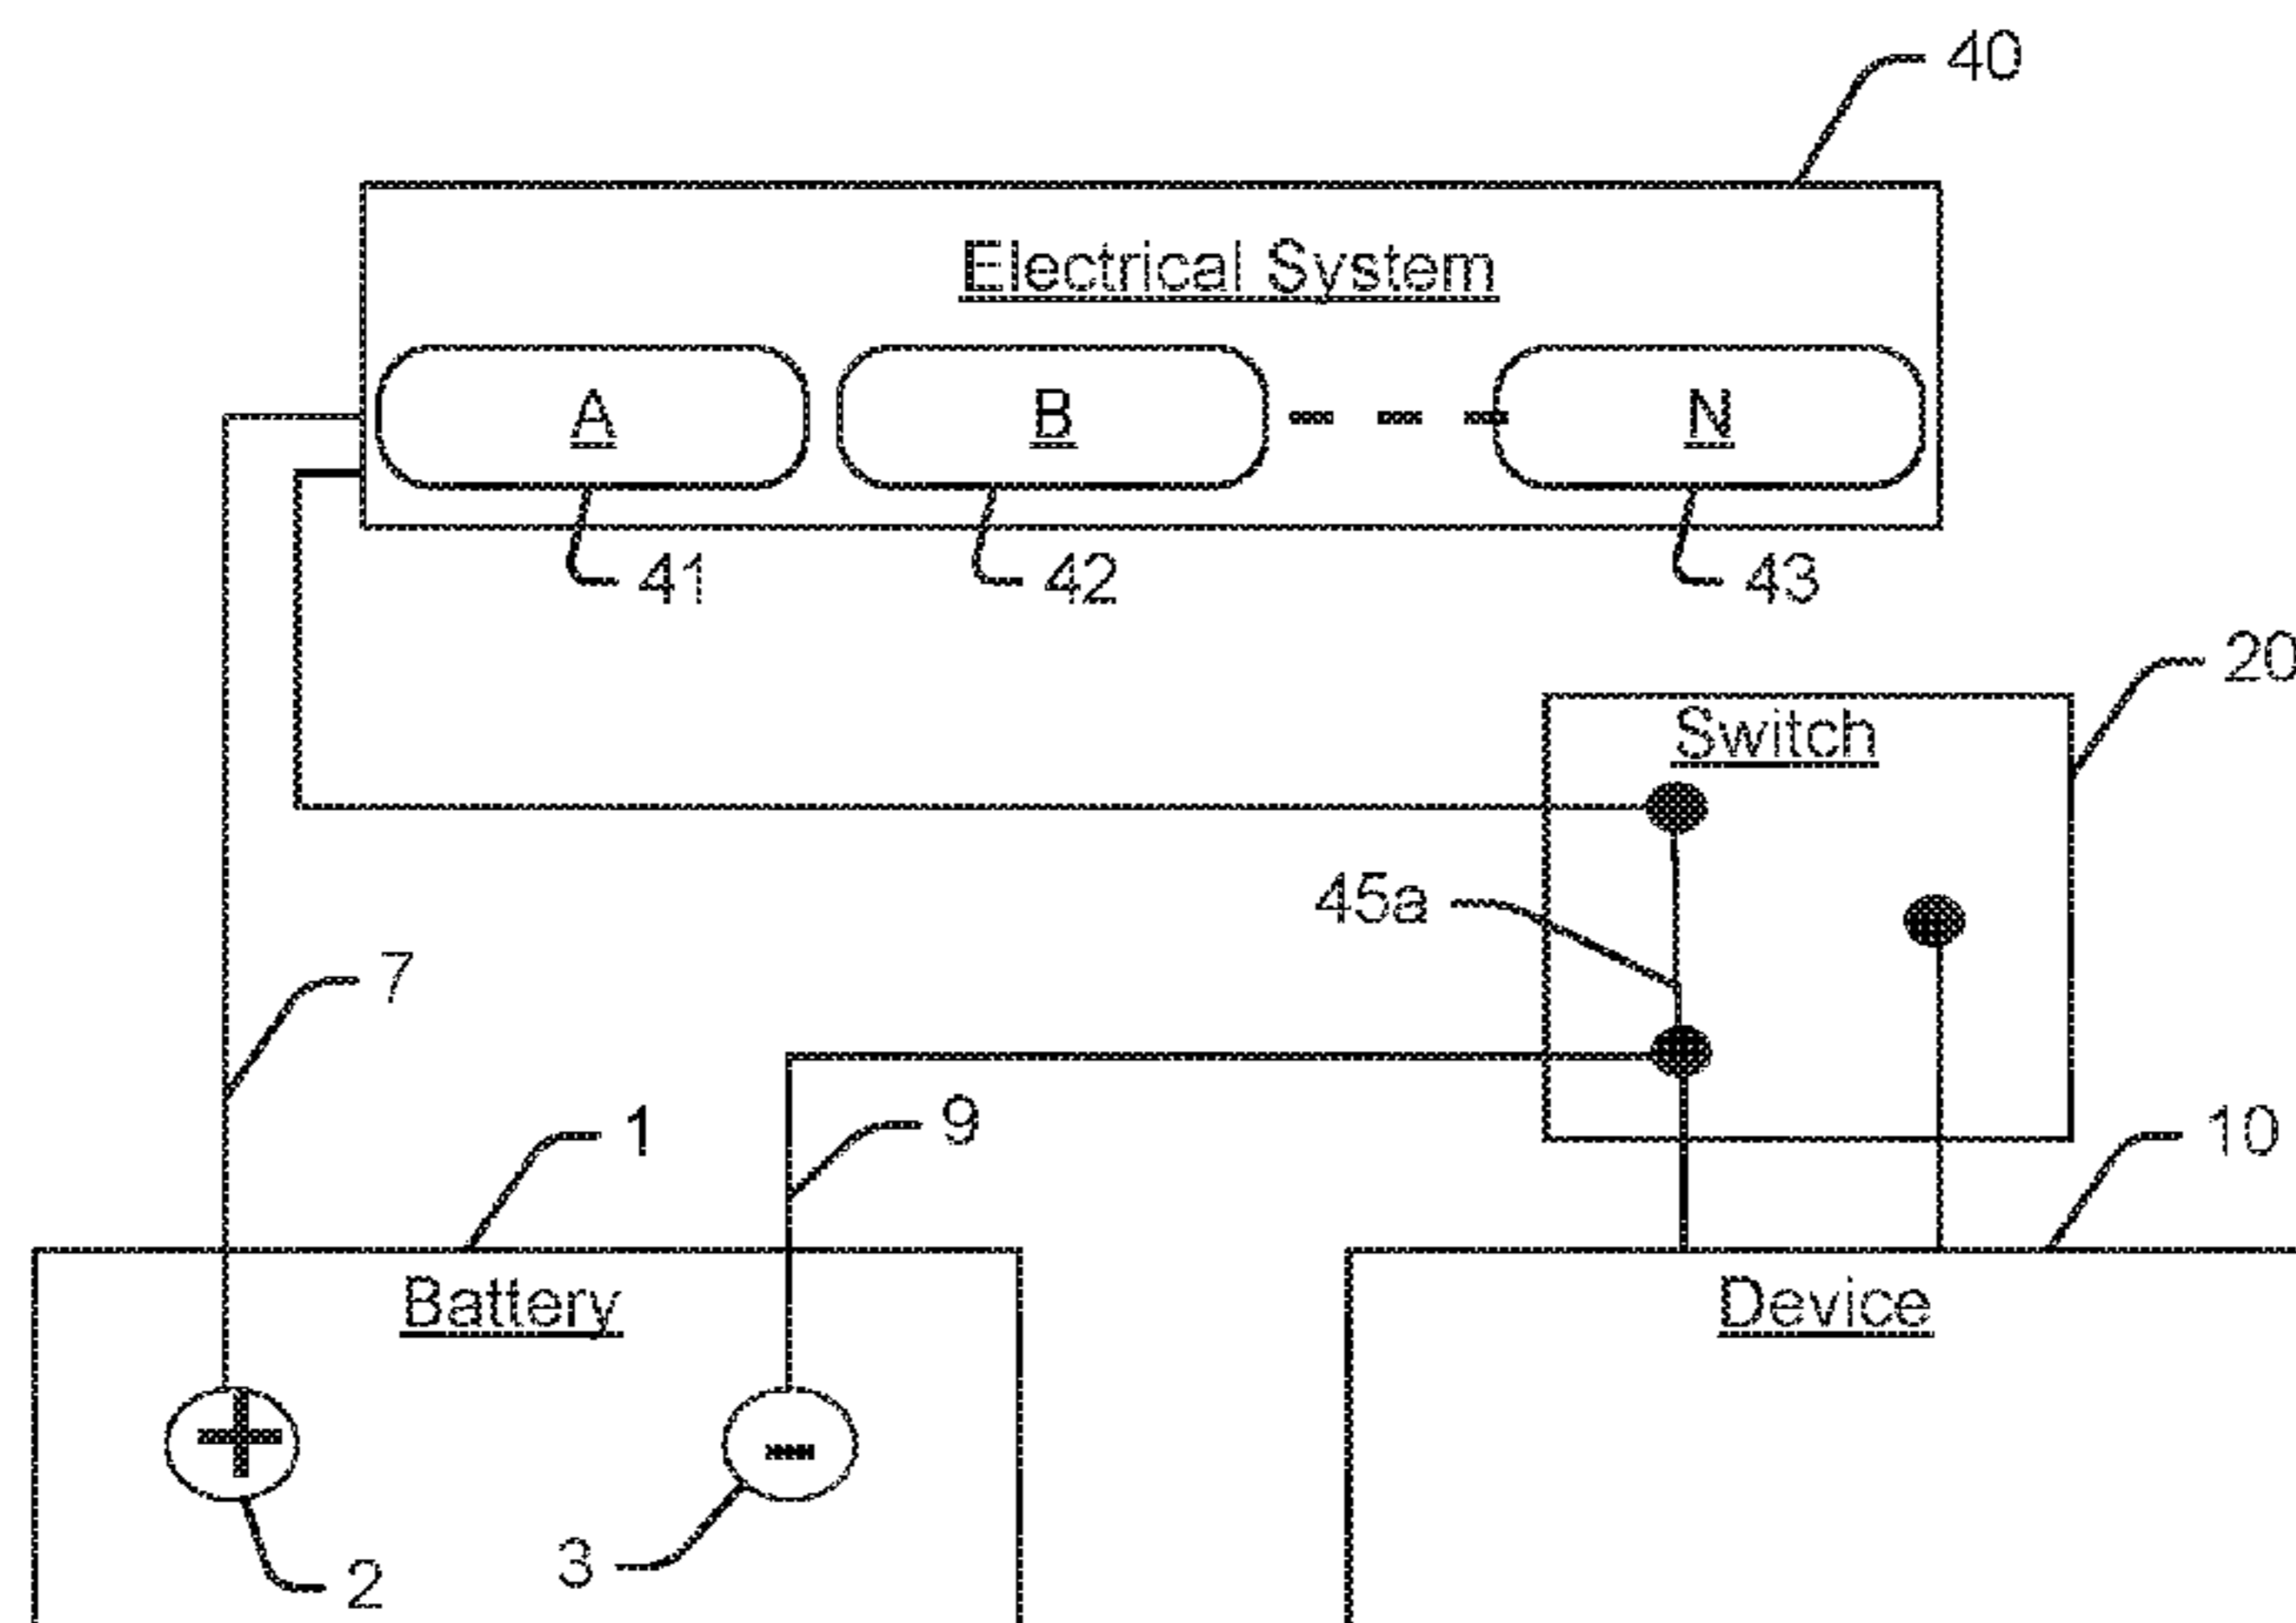 40
Electrical System
A B N
41 42 43
20
Switch
45a
7
1 9 10
Battery Device
+ -
2 3